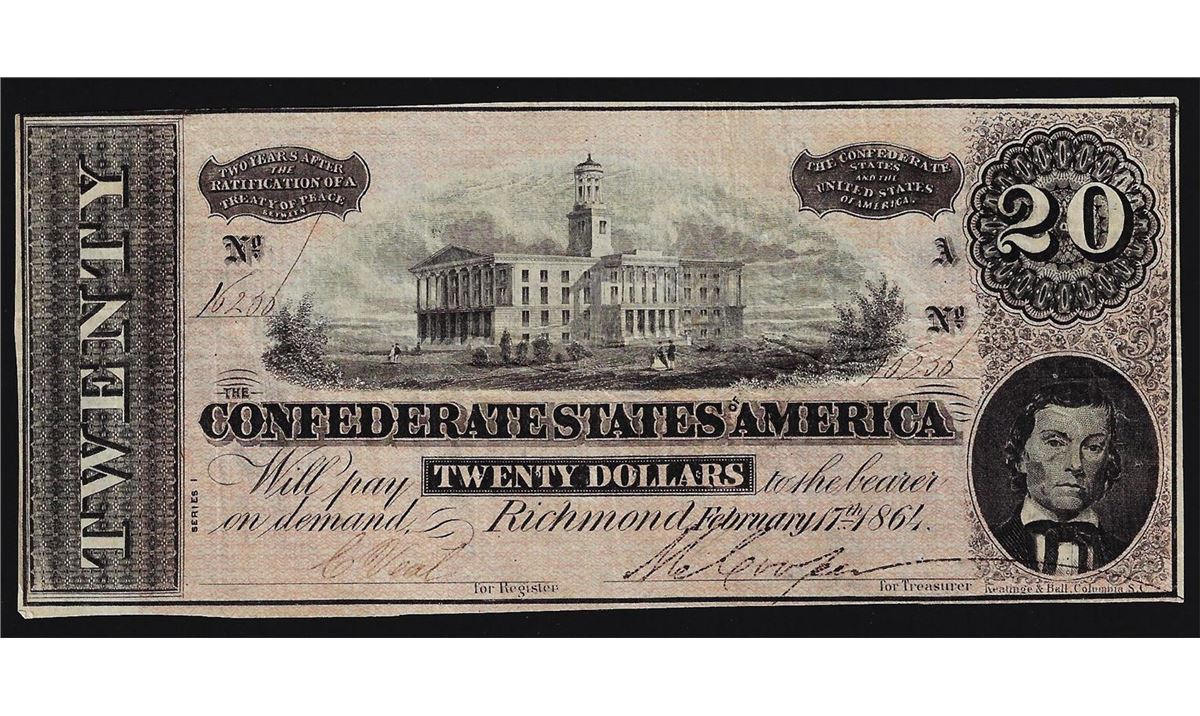 TWENTY
TWO YEARS AFTER
THE
RATIFICATION OF A
TREATY OF PEACE
BETWEEN
THE CONFEDERATE
STATES
AND THE
UNITED STATES
OF AMERICA.
20
Nº
A
Nº
THE
CONFEDERATE STATES OF AMERICA
Will pay TWENTY DOLLARS to the bearer
on demand, Richmond, February 17th 1864.
SERIES 1
for Register
for Treasurer
Keatinge & Ball, Columbia, S.C.